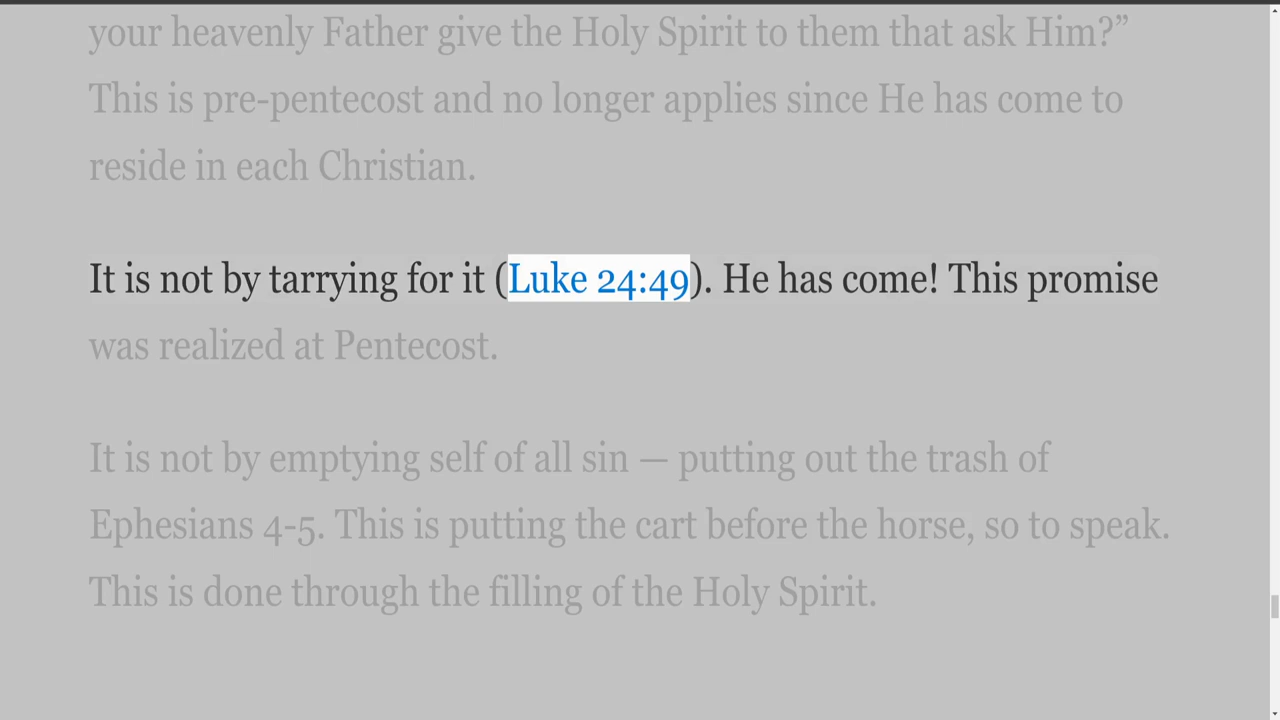 your heavenly Father give the Holy Spirit to them that ask Him?”
This is pre-pentecost and no longer applies since He has come to
reside in each Christian.
It is not by tarrying for it (Luke 24:49). He has come! This promise
was realized at Pentecost.
It is not by emptying self of all sin — putting out the trash of
Ephesians 4-5. This is putting the cart before the horse, so to speak.
This is done through the filling of the Holy Spirit.